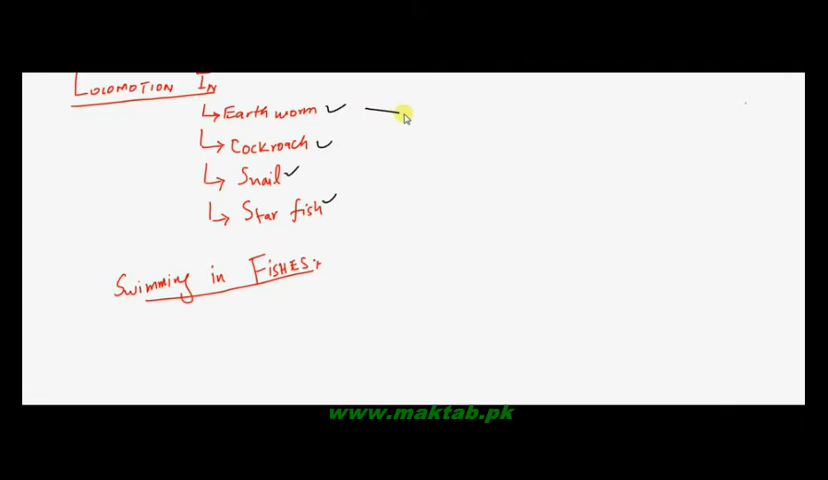 LOCOMOTION IN
Earth worm
Cockroach
Snail
Star fish
Swimming in FISHES:
www.maktab.pk